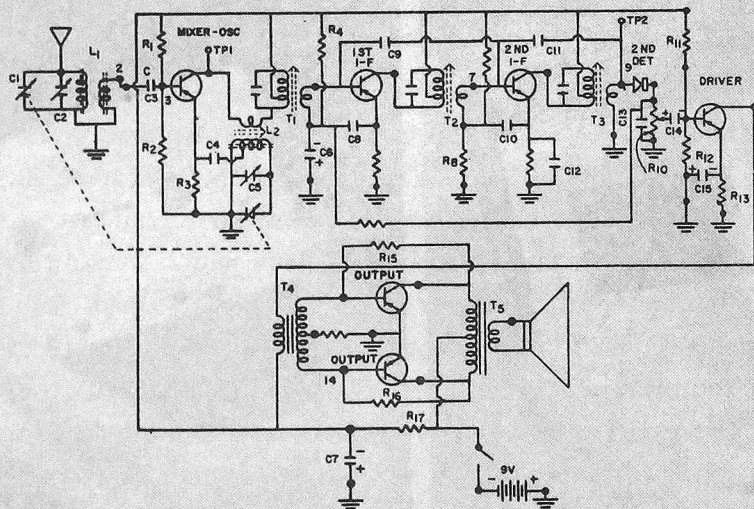 MIXER-OSC
TP1
R4
C9
1ST
I-F
2ND
I-F
C11
TP2
2ND
DET
R11
DRIVER
L1
C1
C2
2
C
C3
3
R1
R2
R3
C4
L2
C5
T1
C6
- +
C8
T2
7
R8
C10
C12
T3
9
C13
R10
+
C14
R12
+ -
C15
R13
R15
OUTPUT
T4
T5
OUTPUT
14
R16
R17
C7
-
+
9V
- +